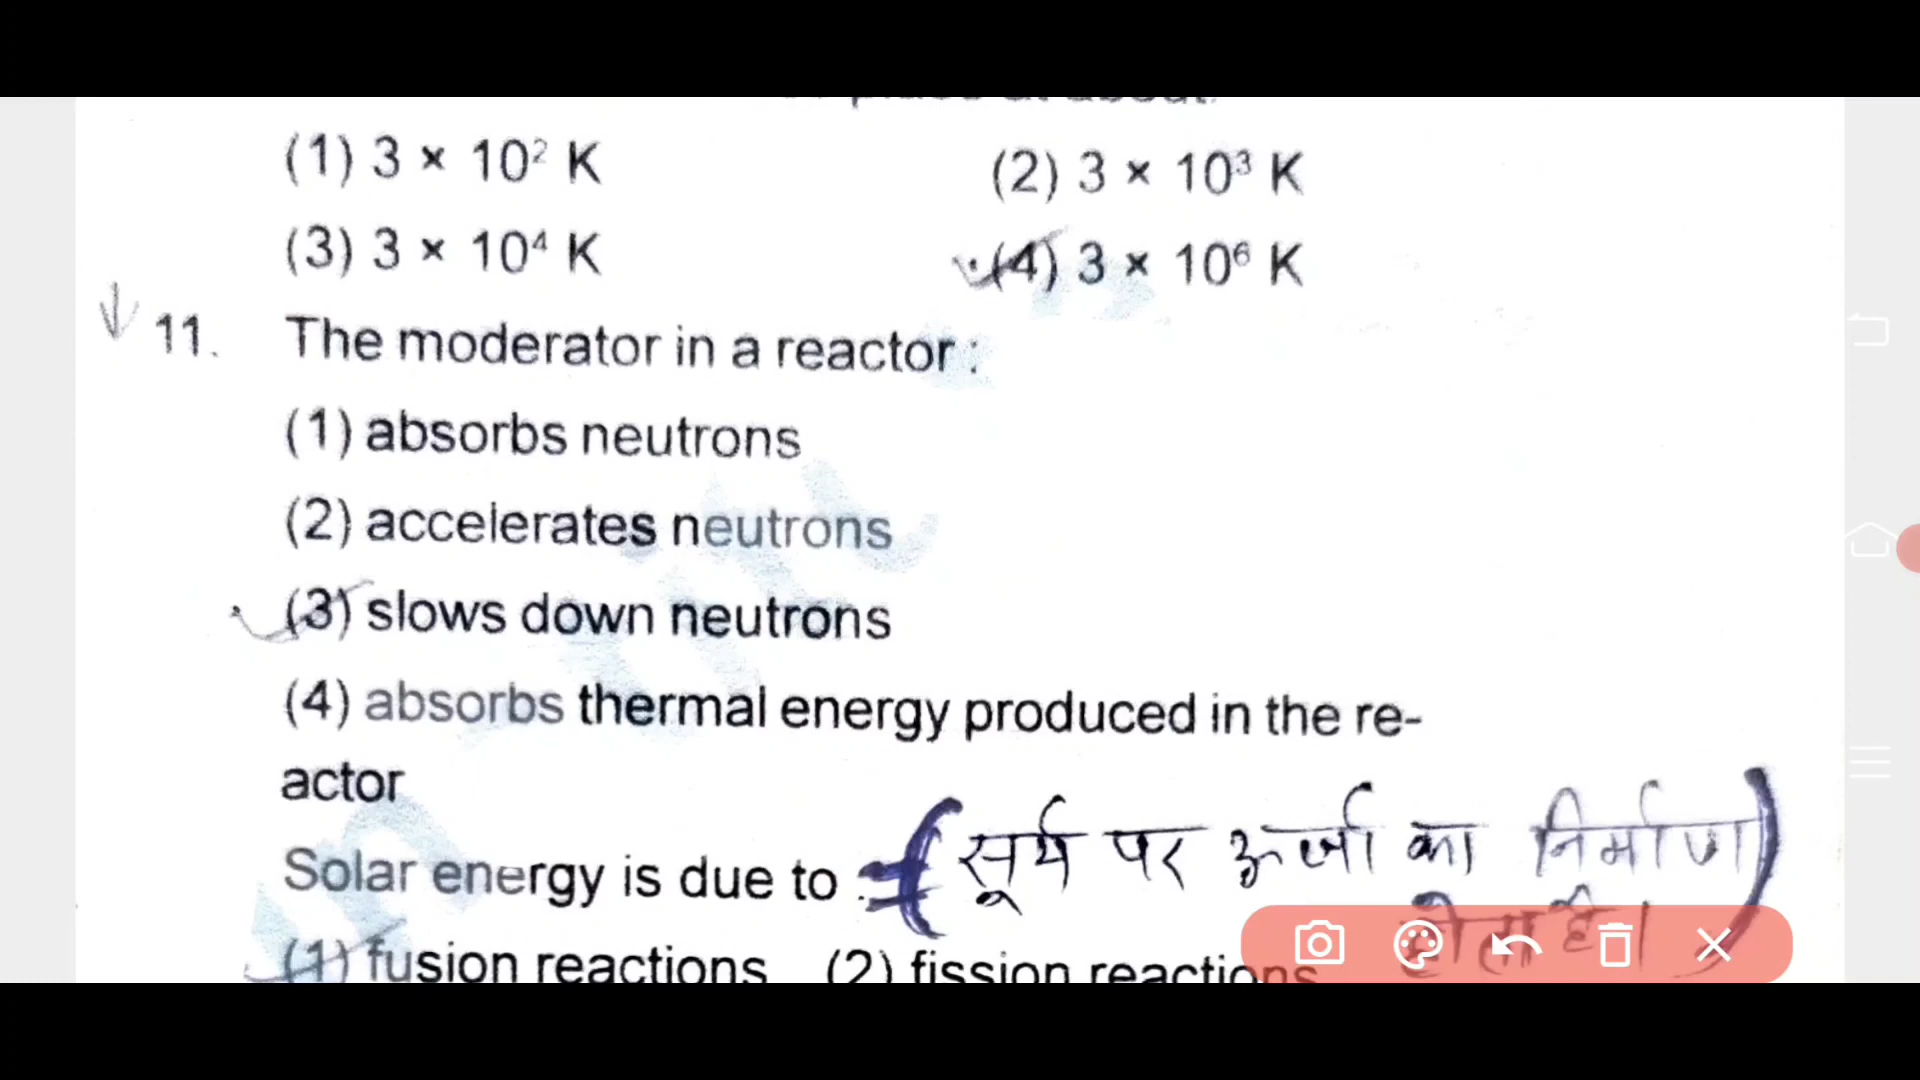 (1) 3 × 10² K (2) 3 × 10³ K
(3) 3 × 10⁴ K (4) 3 × 10⁶ K
11. The moderator in a reactor :
(1) absorbs neutrons
(2) accelerates neutrons
(3) slows down neutrons
(4) absorbs thermal energy produced in the re-
actor
Solar energy is due to : (सूर्य पर ऊर्जा का निर्माण
होता है।)
(1) fusion reactions (2) fission reactions